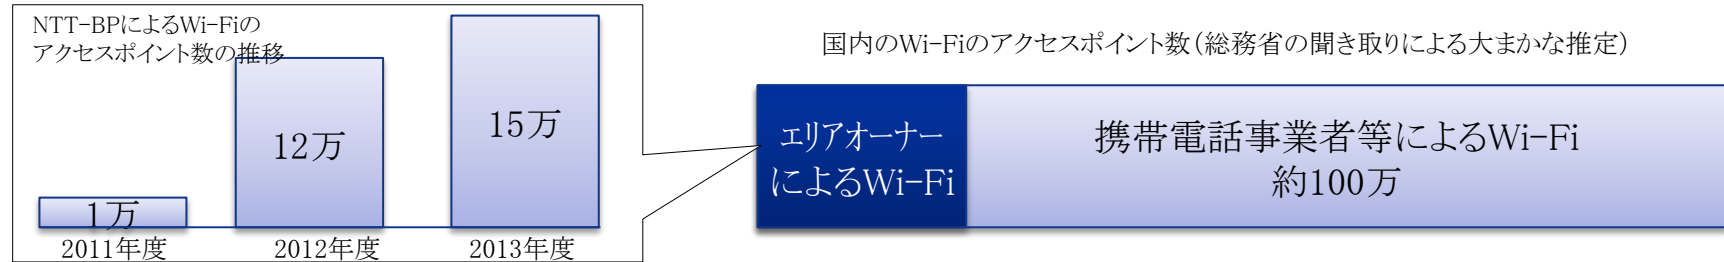 NTT-BPによるWi-Fiの
アクセスポイント数の推移
1万
12万
15万
2011年度
2012年度
2013年度
国内のWi-Fiのアクセスポイント数(総務省の聞き取りによる大まかな推定)
エリアオーナー
によるWi-Fi
携帯電話事業者等によるWi-Fi
約100万